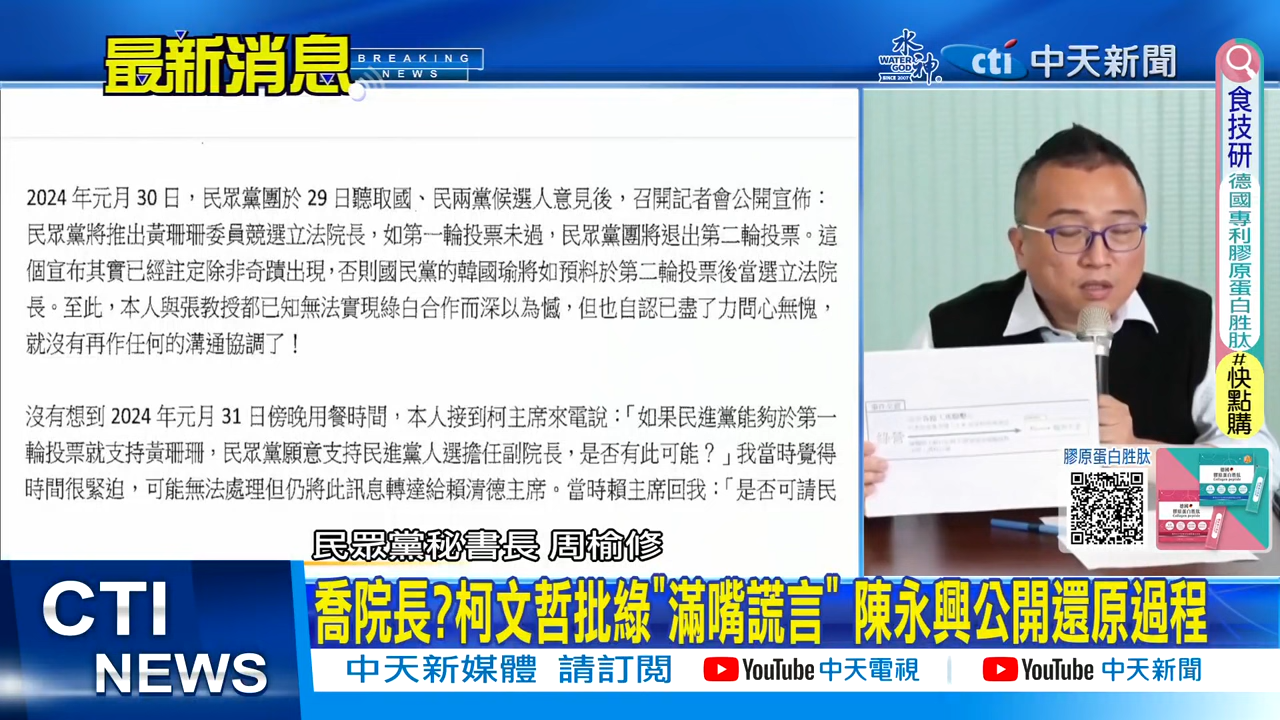 最新消息
BREAKING
NEWS
水神
WATER
GOD
SINCE 2007
cti 中天新聞
食技研
德國專利膠原蛋白胜肽
#快點購
2024 年元月 30 日，民眾黨團於 29 日聽取國、民兩黨候選人意見後，召開記者會公開宣佈：
民眾黨將推出黃珊珊委員競選立法院長，如第一輪投票未過，民眾黨團將退出第二輪投票。這
個宣布其實已經註定除非奇蹟出現，否則國民黨的韓國瑜將如預料於第二輪投票後當選立法院
長。至此，本人與張教授都已知無法實現綠白合作而深以為憾，但也自認已盡了力問心無愧，
就沒有再作任何的溝通協調了！
沒有想到 2024 年元月 31 日傍晚用餐時間，本人接到柯主席來電說：「如果民進黨能夠於第一
輪投票就支持黃珊珊，民眾黨願意支持民進黨人選擔任副院長，是否有此可能？」我當時覺得
時間很緊迫，可能無法處理但仍將此訊息轉達給賴清德主席。當時賴主席回我：「是否可請民
膠原蛋白胜肽
民眾黨秘書長 周榆修
CTI
NEWS
喬院長?柯文哲批綠"滿嘴謊言" 陳永興公開還原過程
中天新媒體 請訂閱 YouTube 中天電視 YouTube 中天新聞